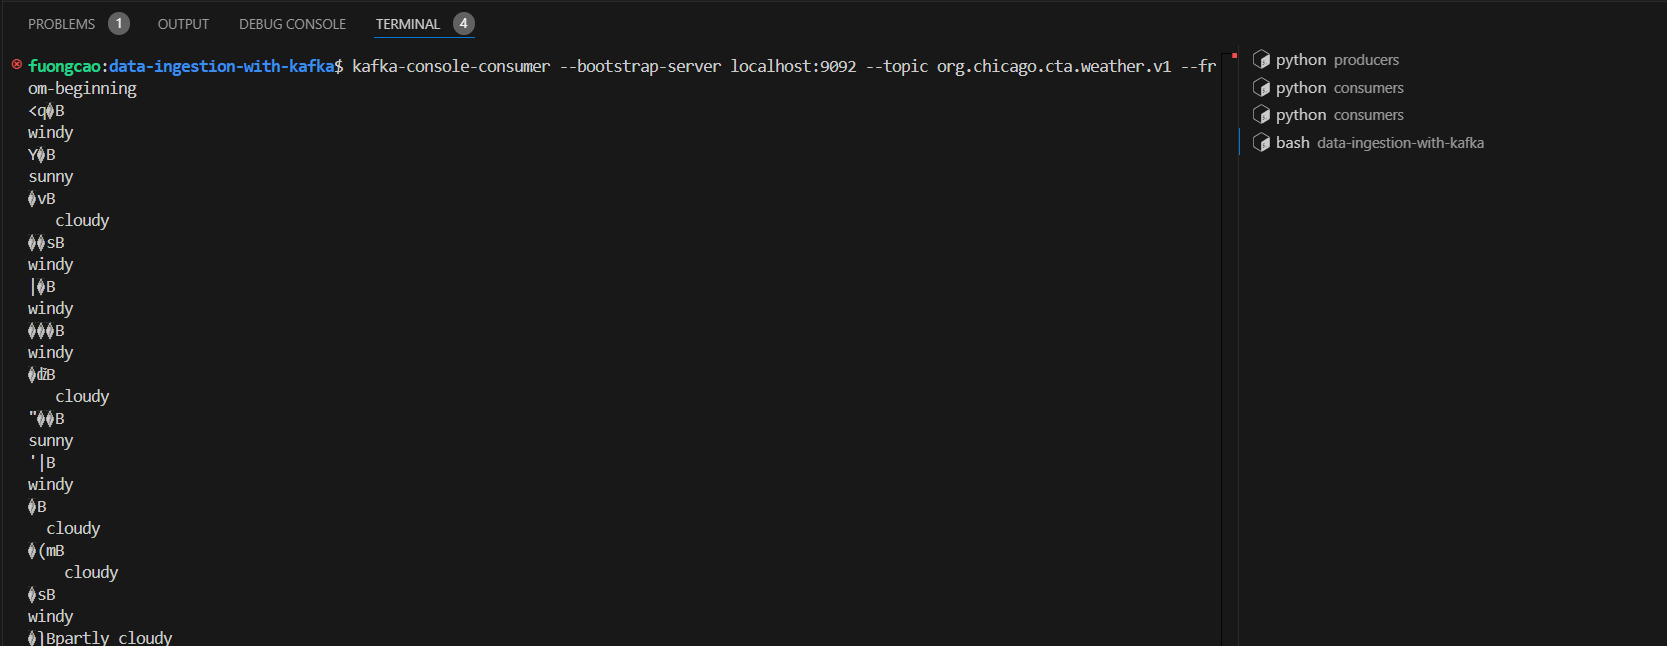 PROBLEMS 1 OUTPUT DEBUG CONSOLE TERMINAL 4
fuongcao:data-ingestion-with-kafka$ kafka-console-consumer --bootstrap-server localhost:9092 --topic org.chicago.cta.weather.v1 --fr
om-beginning
<q�B
windy
Y�B
sunny
�vB
cloudy
��sB
windy
|�B
windy
���B
windy
cloudy
"��B
sunny
'|B
windy
�B
cloudy
�(mB
cloudy
�sB
windy
�]Bpartly cloudy
python producers
python consumers
python consumers
bash data-ingestion-with-kafka